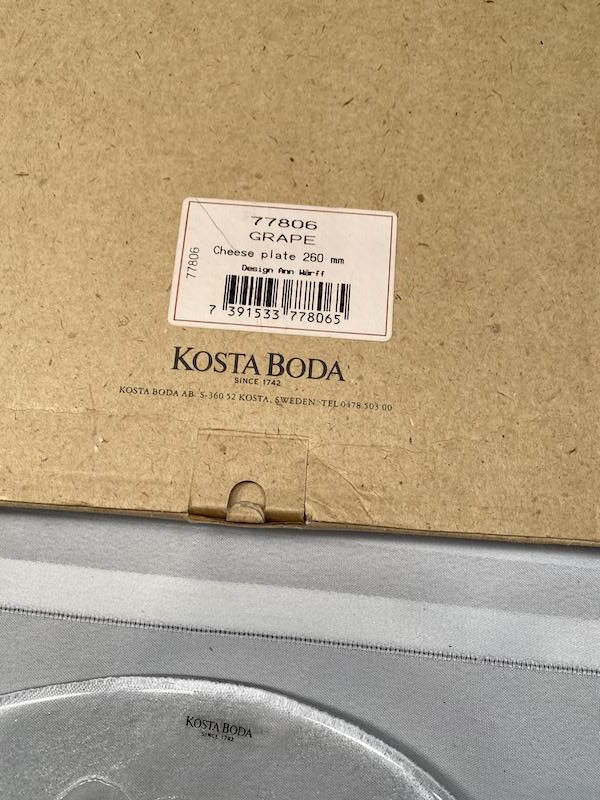 77806
GRAPE
Cheese plate 260 mm
Design Ann Wärff
77806
7 391533 778065
KOSTA BODA
SINCE 1742
KOSTA BODA AB. S-360 52 KOSTA, SWEDEN. TEL 0478 503 00
KOSTA BODA
SINCE 1742